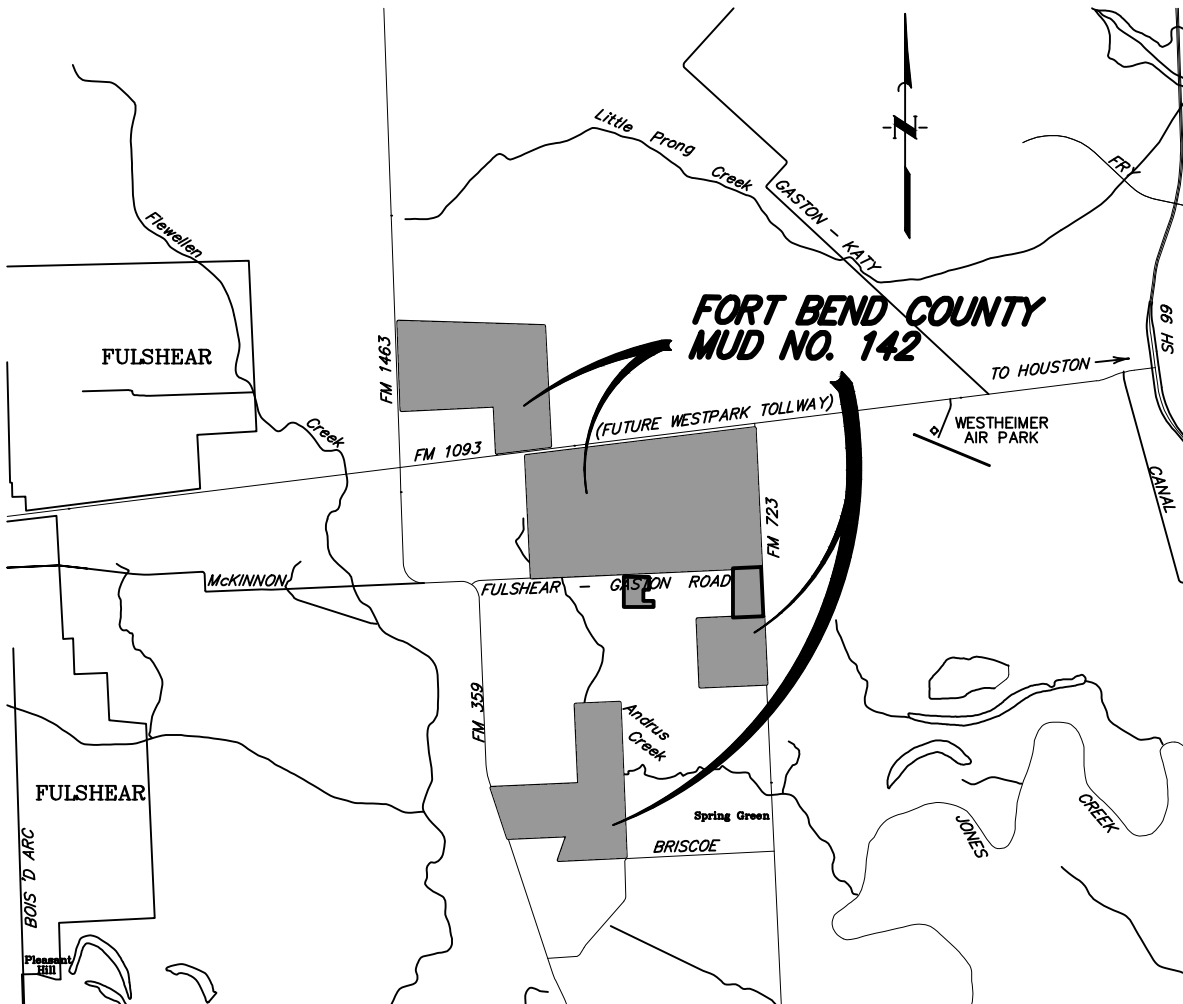 Little Prong
Creek
N
FRY
GASTON - KATY
Flewellen
Creek
66 HS
FORT BEND COUNTY
MUD NO. 142
FULSHEAR
FM 1463
TO HOUSTON
(FUTURE WESTPARK TOLLWAY)
WESTHEIMER
AIR PARK
FM 1093
CANAL
FM 723
McKINNON
FULSHEAR - GASTON ROAD
FM 359
Andrus
Creek
FULSHEAR
Spring Green
BRISCOE
JONES
CREEK
BOIS 'D ARC
Pleasant
Hill